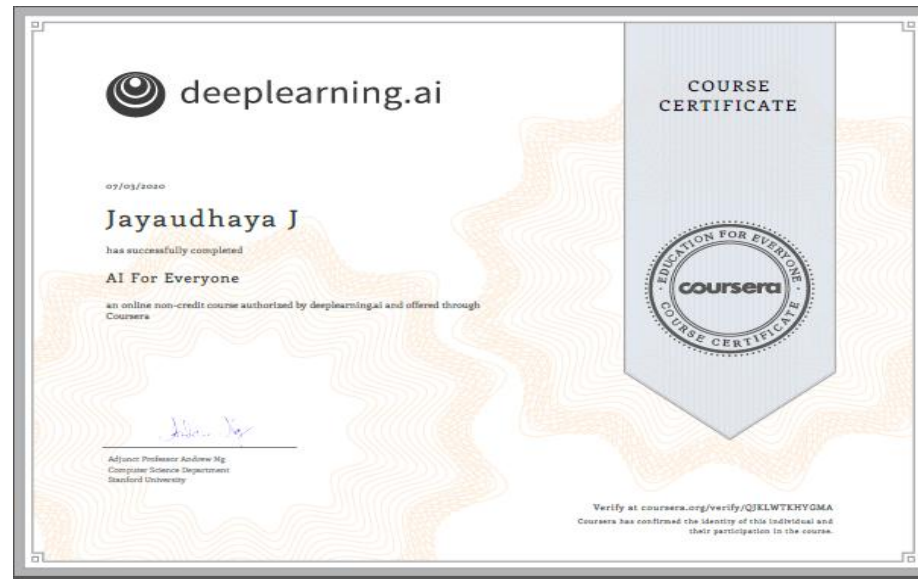 deeplearning.ai
COURSE
CERTIFICATE
07/03/2020
Jayaudhaya J
has successfully completed
AI For Everyone
an online non-credit course authorized by deeplearning.ai and offered through
Coursera
EDUCATION FOR EVERYONE
coursera
COURSE CERTIFICATE
Andrew Ng
Adjunct Professor Andrew Ng
Computer Science Department
Stanford University
Verify at coursera.org/verify/QJKLWTKHYGMA
Coursera has confirmed the identity of this individual and
their participation in the course.